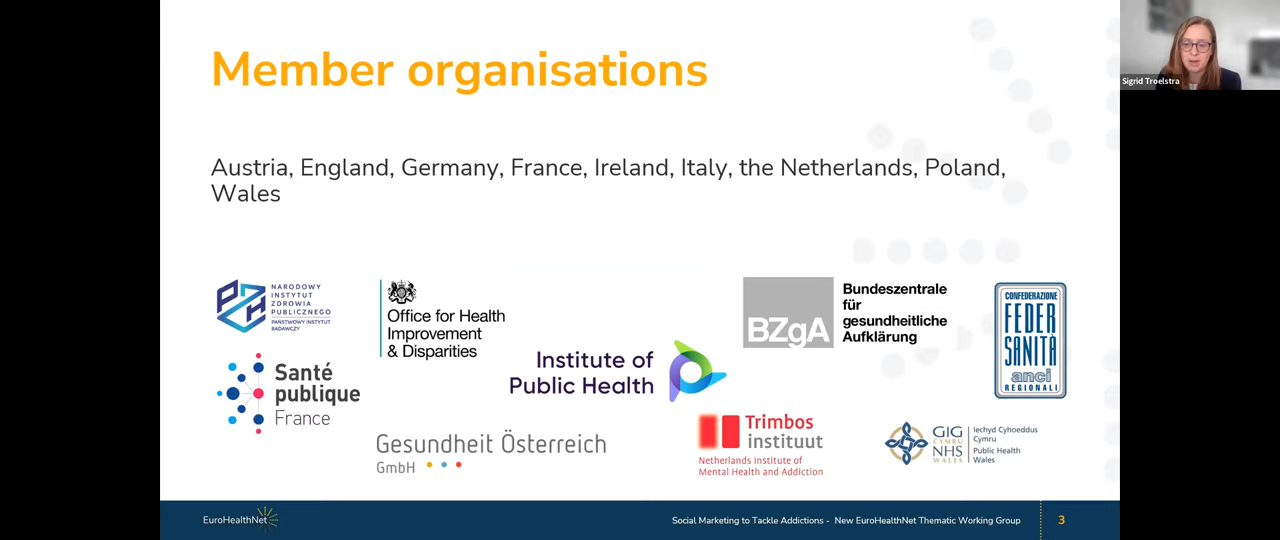 Member organisations
Sigrid Troelstra
Austria, England, Germany, France, Ireland, Italy, the Netherlands, Poland,
Wales
NARODOWY
INSTYTUT
ZDROWIA
PUBLICZNEGO
PAŃSTWOWY INSTYTUT
BADAWCZY
PZH
Office for Health
Improvement
& Disparities
Institute of
Public Health
BZgA
Bundeszentrale
für
gesundheitliche
Aufklärung
CONFEDERAZIONE
FEDER
SANITÀ
anci
REGIONALI
Santé
publique
France
Gesundheit Österreich
GmbH
Trimbos
instituut
Netherlands Institute of
Mental Health and Addiction
GIG
CYMRU
NHS
WALES
Iechyd Cyhoeddus
Cymru
Public Health
Wales
EuroHealthNet
Social Marketing to Tackle Addictions - New EuroHealthNet Thematic Working Group
3